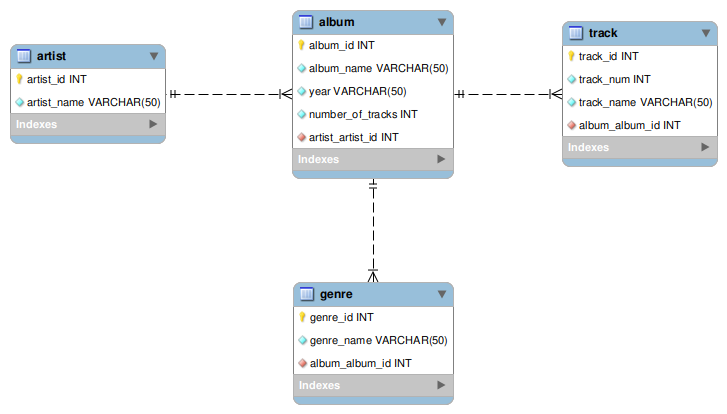 artist
artist_id INT
artist_name VARCHAR(50)
Indexes
album
album_id INT
album_name VARCHAR(50)
year VARCHAR(50)
number_of_tracks INT
artist_artist_id INT
Indexes
track
track_id INT
track_num INT
track_name VARCHAR(50)
album_album_id INT
Indexes
genre
genre_id INT
genre_name VARCHAR(50)
album_album_id INT
Indexes